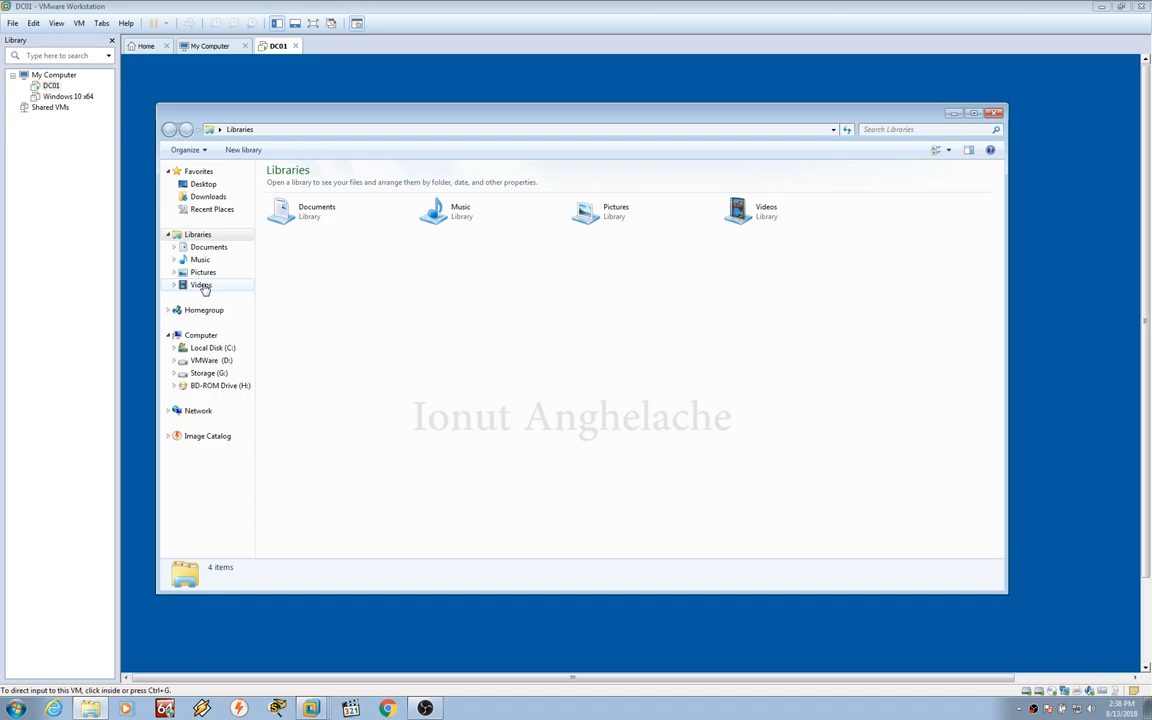 DC01 - VMware Workstation
File Edit View VM Tabs Help
Library
Type here to search
My Computer
DC01
Windows 10 x64
Shared VMs
Home
My Computer
DC01
Libraries
Search Libraries
Organize
New library
Favorites
Desktop
Downloads
Recent Places
Libraries
Documents
Music
Pictures
Videos
Homegroup
Computer
Local Disk (C:)
VMWare (D:)
Storage (G:)
BD-ROM Drive (H:)
Network
Image Catalog
Libraries
Open a library to see your files and arrange them by folder, date, and other properties.
Documents
Library
Music
Library
Pictures
Library
Videos
Library
Ionut Anghelache
4 items
To direct input to this VM, click inside or press Ctrl+G.
64
321
2:38 PM
8/13/2018